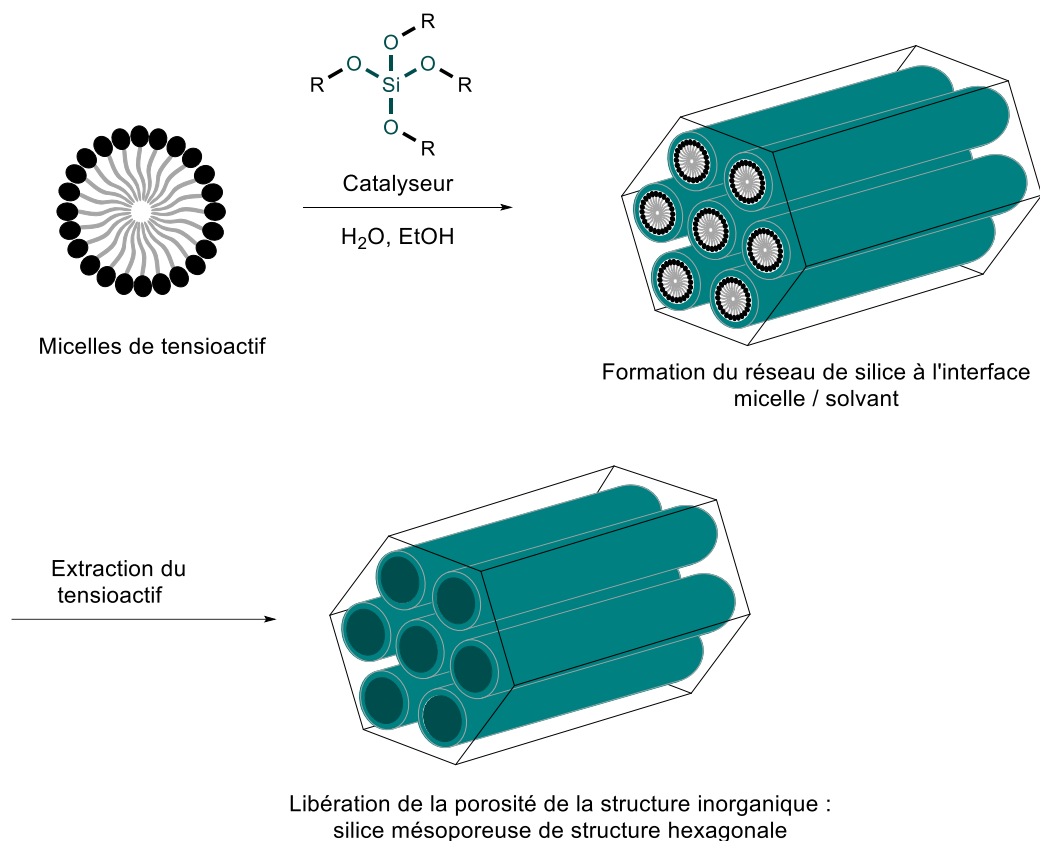 R
O
R
O
Si
O
R
O
R
Catalyseur
H2O, EtOH
Micelles de tensioactif
Formation du réseau de silice à l'interface
micelle / solvant
Extraction du
tensioactif
Libération de la porosité de la structure inorganique :
silice mésoporeuse de structure hexagonale